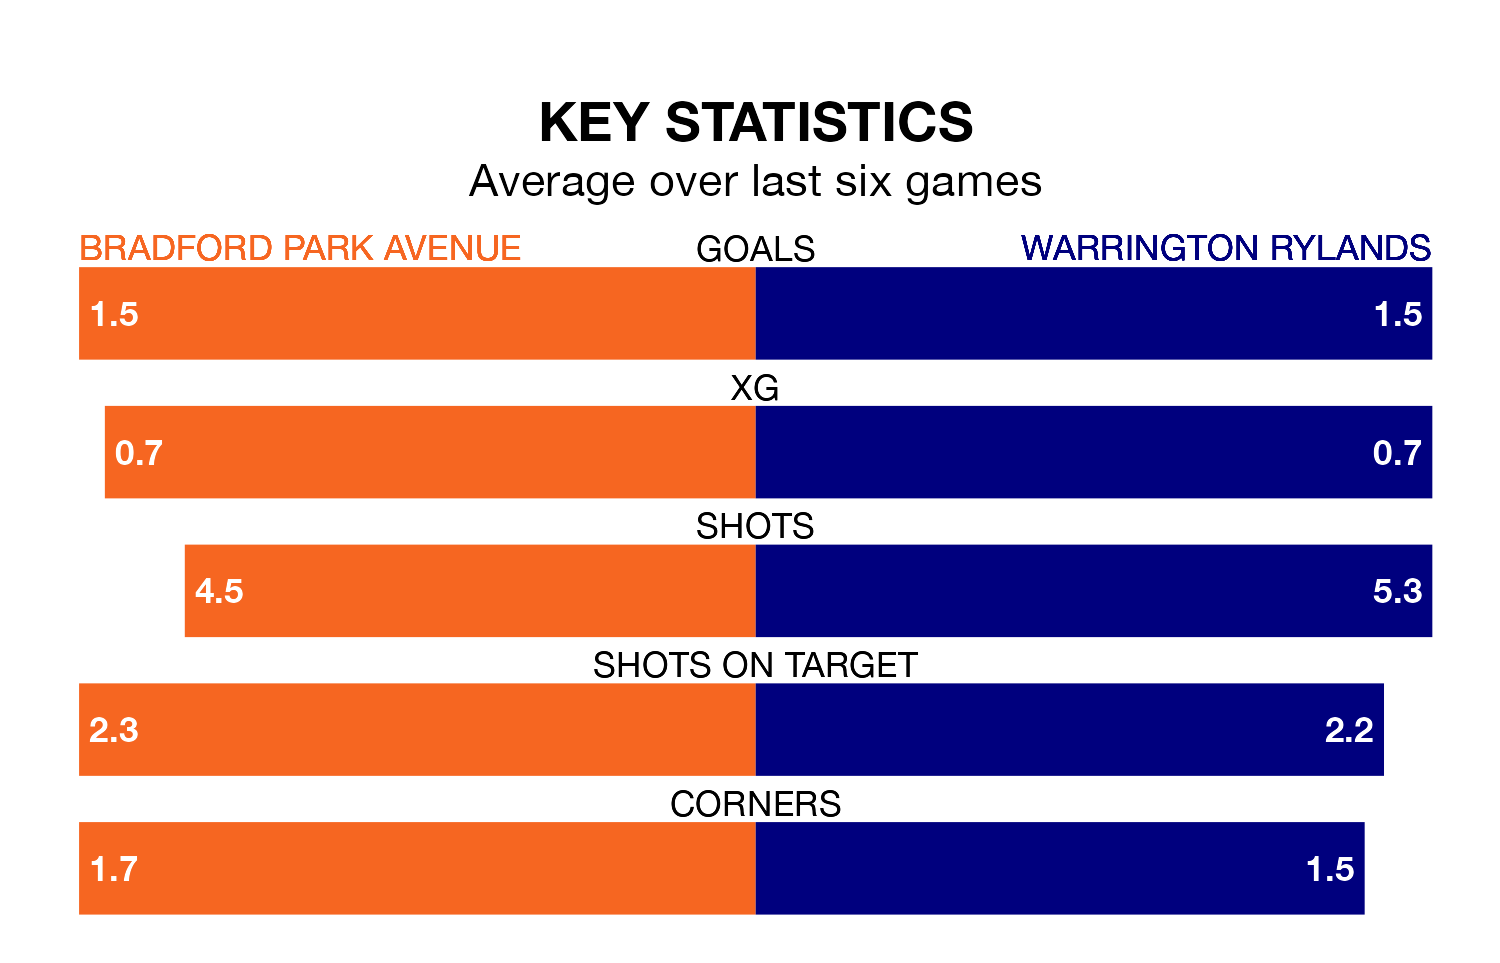 KEY STATISTICS
Average over last six games
BRADFORD PARK AVENUE GOALS WARRINGTON RYLANDS
1.5 1.5
XG
0.7 0.7
SHOTS
4.5 5.3
SHOTS ON TARGET
2.3 2.2
CORNERS
1.7 1.5